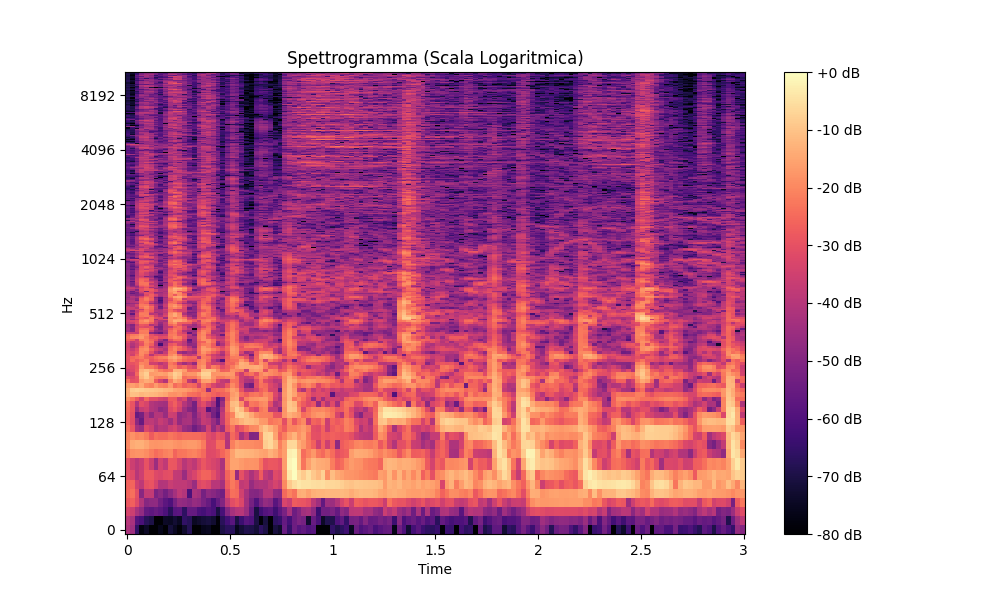 Spettrogramma (Scala Logaritmica)
Hz
8192
4096
2048
1024
512
256
128
64
0
0
0.5
1
1.5
2
2.5
3
Time
+0 dB
-10 dB
-20 dB
-30 dB
-40 dB
-50 dB
-60 dB
-70 dB
-80 dB